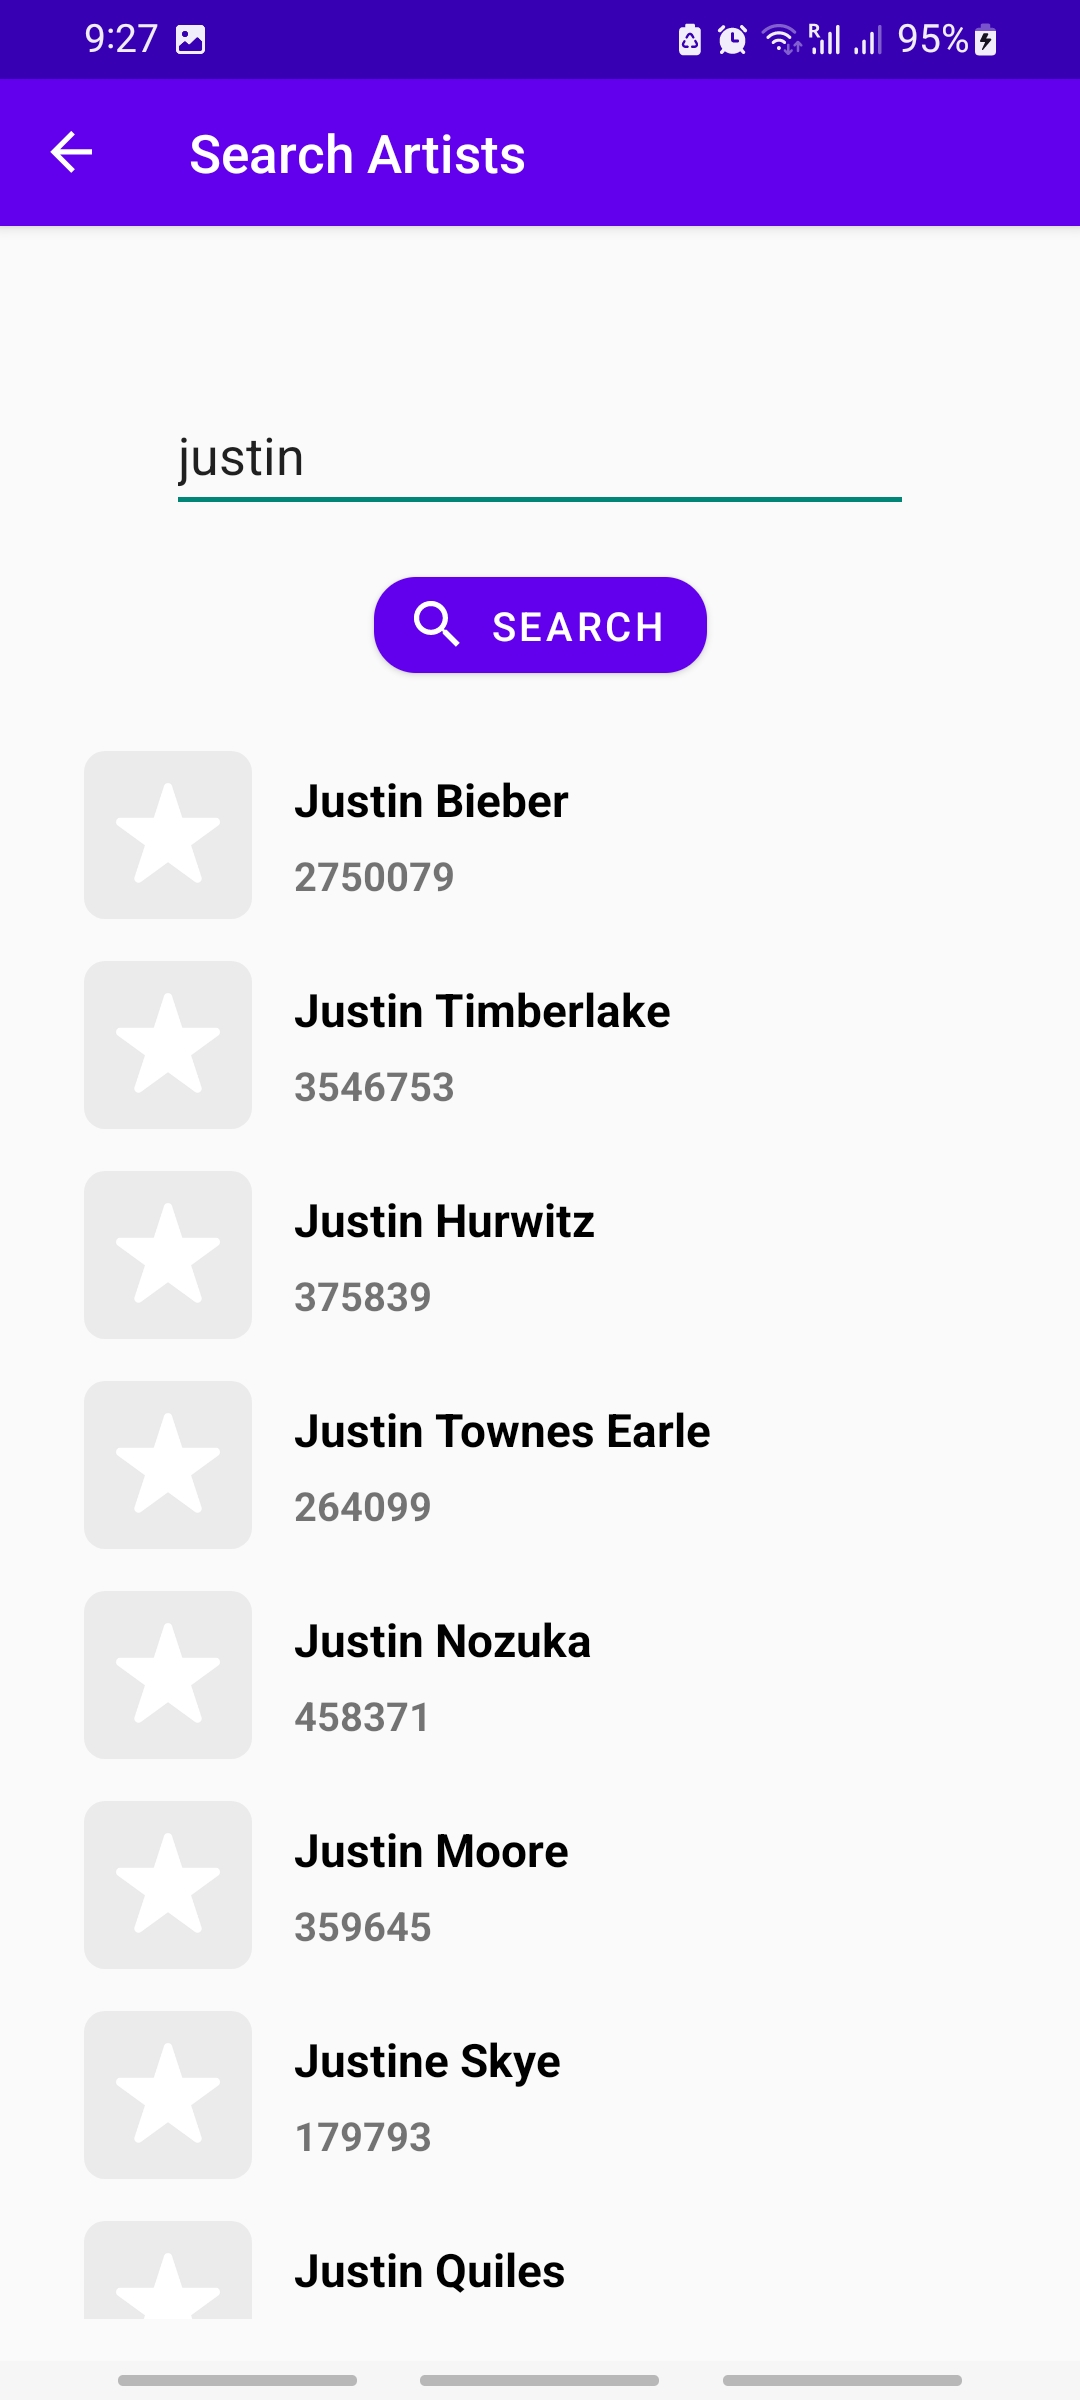 9:27 R 95%
Search Artists
justin
SEARCH
Justin Bieber
2750079
Justin Timberlake
3546753
Justin Hurwitz
375839
Justin Townes Earle
264099
Justin Nozuka
458371
Justin Moore
359645
Justine Skye
179793
Justin Quiles